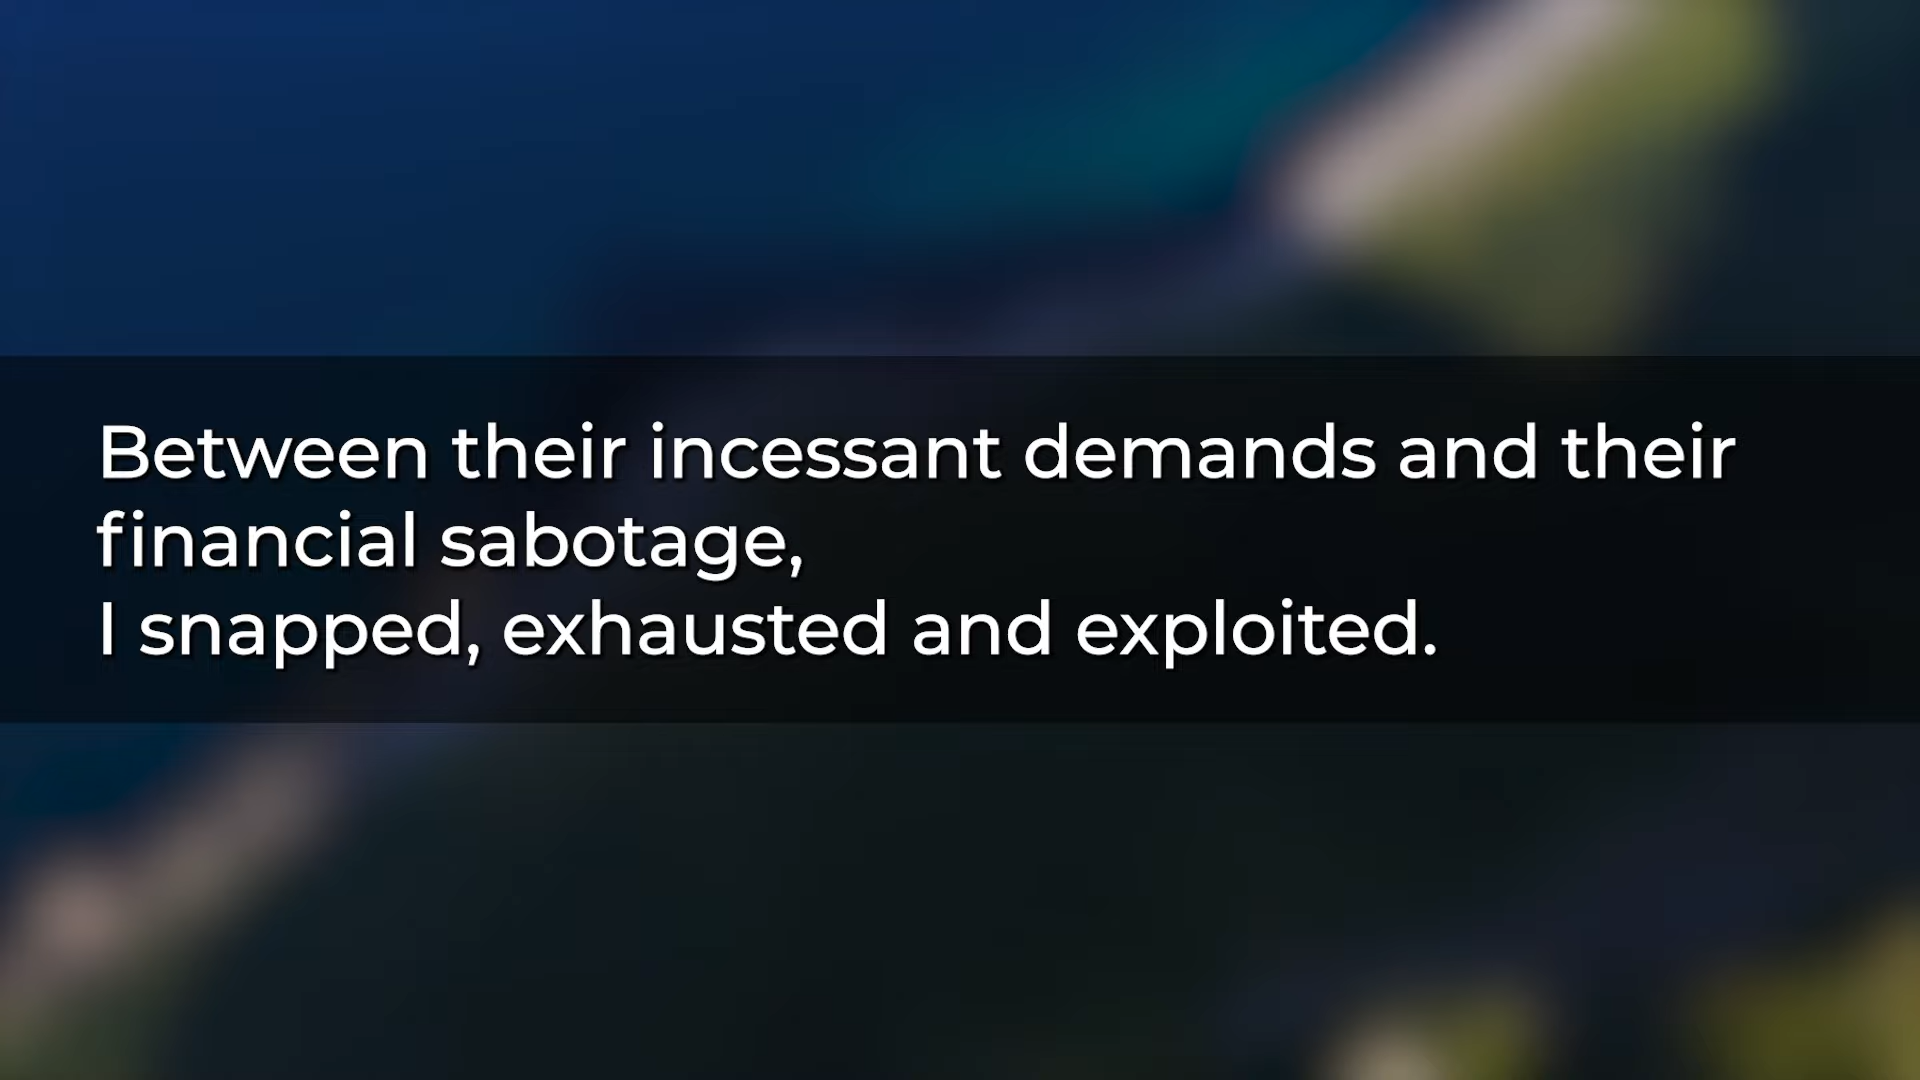 Between their incessant demands and their
financial sabotage,
I snapped, exhausted and exploited.